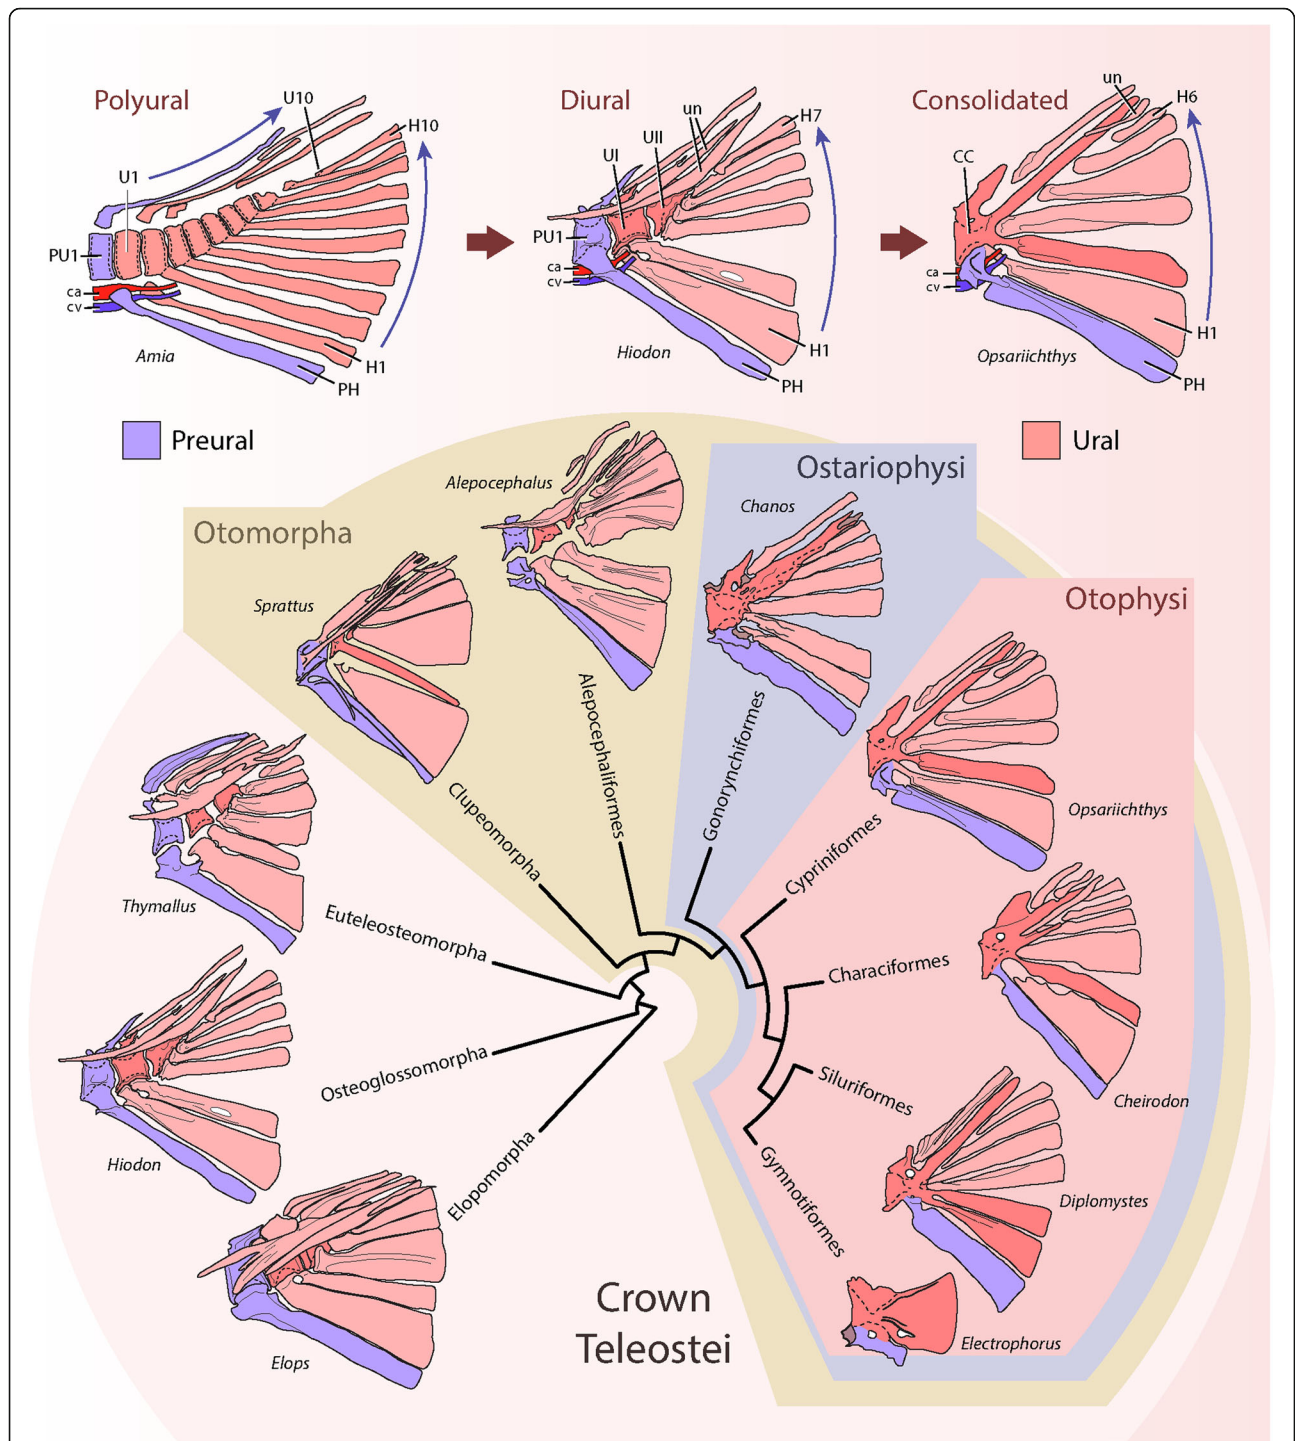 Polyural
Diural
Consolidated
U10
H10
U1
PU1
ca
cv
Amia
H1
PH
un
H7
UII
UI
PU1
ca
cv
Hiodon
H1
PH
un
H6
CC
ca
cv
Opsariichthys
H1
PH
Preural
Ural
Otomorpha
Ostariophysi
Otophysi
Alepocephalus
Chanos
Sprattus
Opsariichthys
Thymallus
Cheirodon
Hiodon
Diplomystes
Elops
Electrophorus
Clupeomorpha
Alepocephaliformes
Gonorynchiformes
Cypriniformes
Characiformes
Siluriformes
Gymnotiformes
Euteleosteomorpha
Osteoglossomorpha
Elopomorpha
Crown
Teleostei